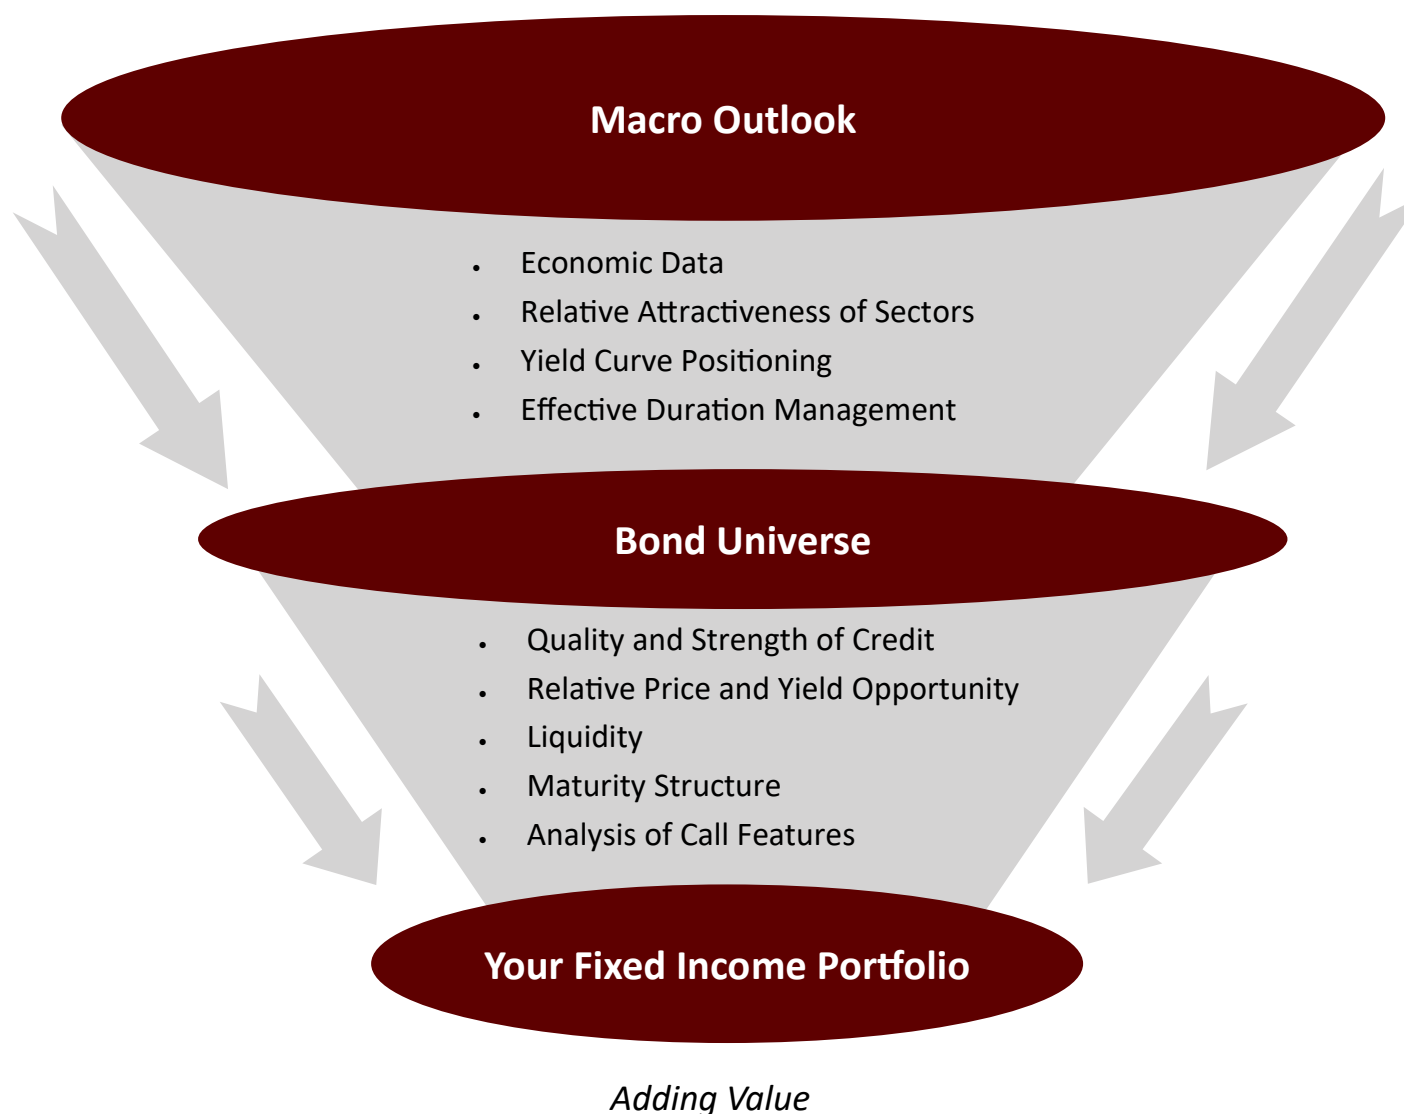 Macro Outlook
• Economic Data
• Relative Attractiveness of Sectors
• Yield Curve Positioning
• Effective Duration Management
Bond Universe
• Quality and Strength of Credit
• Relative Price and Yield Opportunity
• Liquidity
• Maturity Structure
• Analysis of Call Features
Your Fixed Income Portfolio
Adding Value